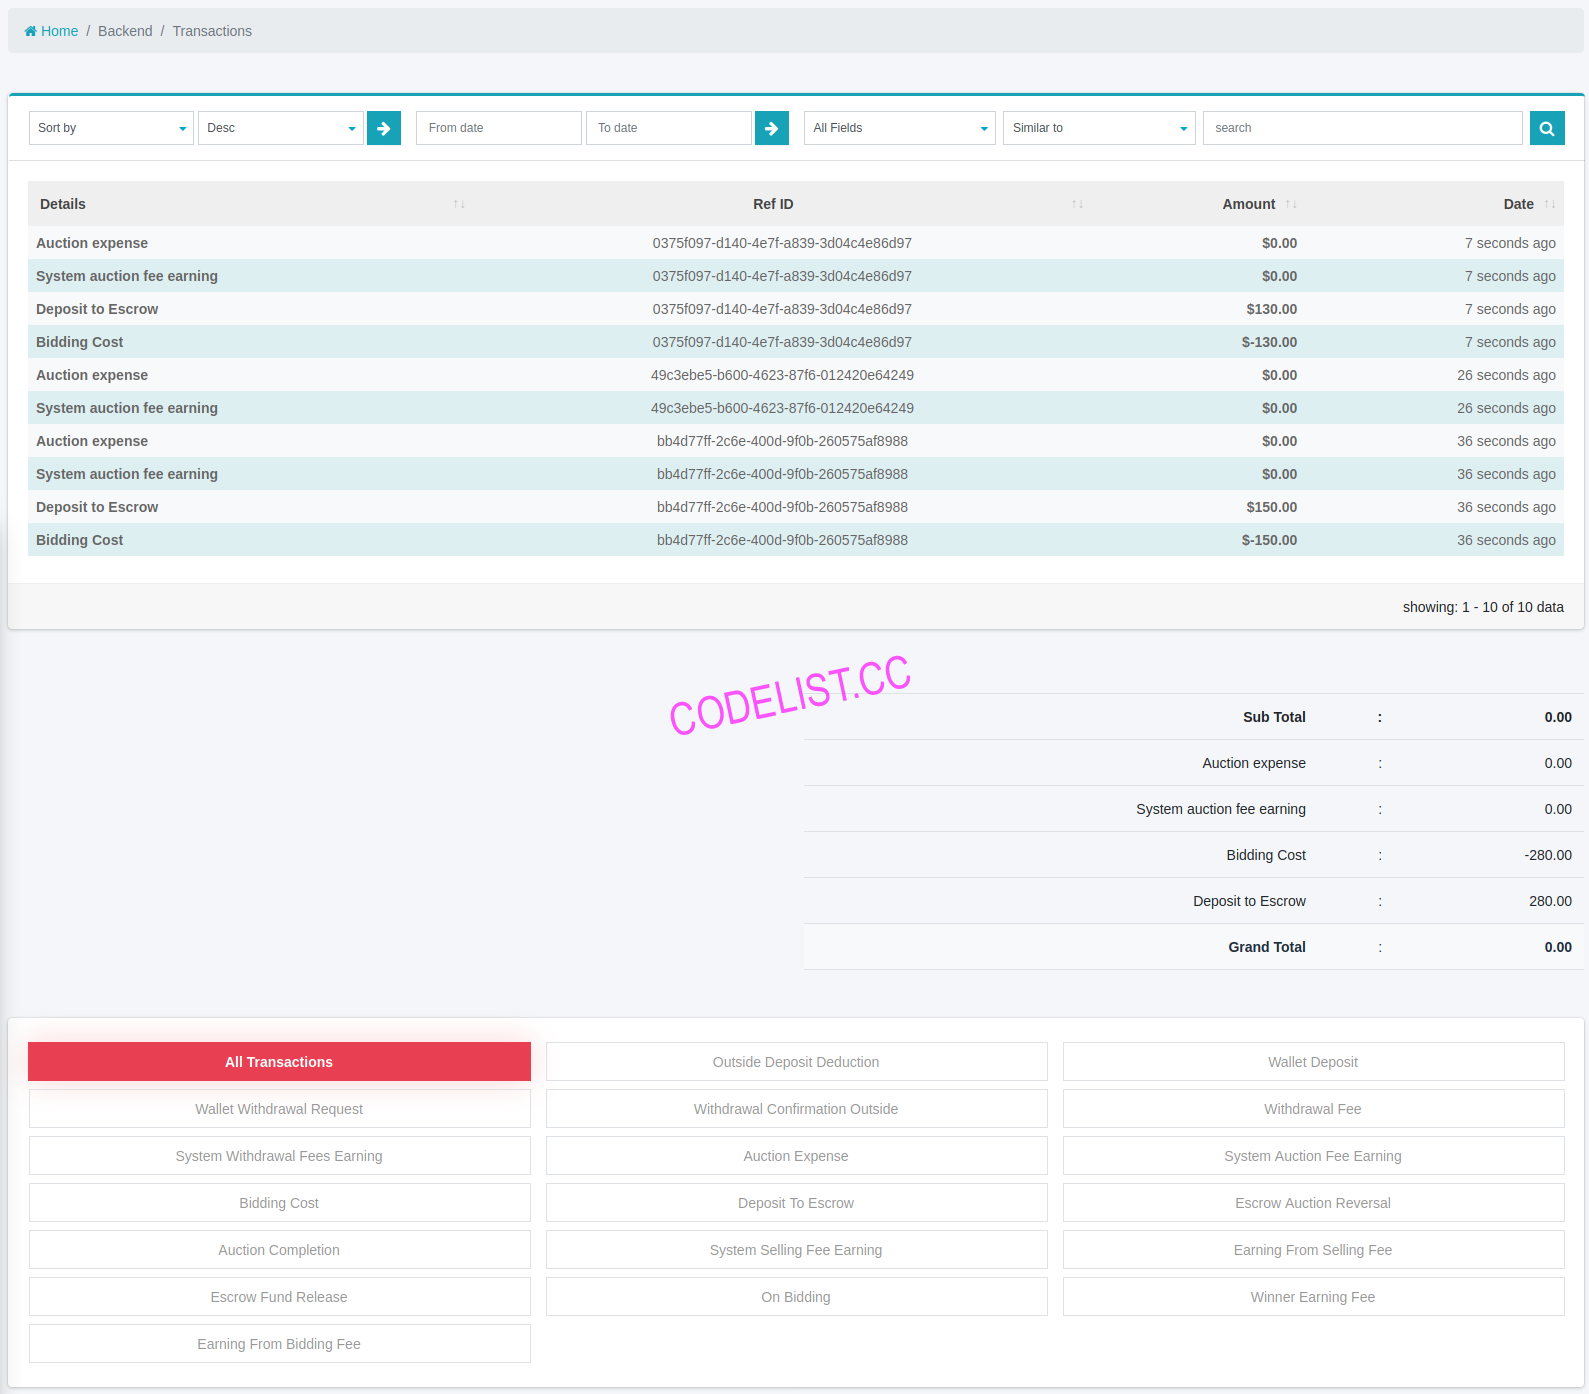 Home / Backend / Transactions
Sort by Desc From date To date All Fields Similar to search
Details ↑↓ Ref ID ↑↓ Amount ↑↓ Date ↑↓
Auction expense 0375f097-d140-4e7f-a839-3d04c4e86d97 $0.00 7 seconds ago
System auction fee earning 0375f097-d140-4e7f-a839-3d04c4e86d97 $0.00 7 seconds ago
Deposit to Escrow 0375f097-d140-4e7f-a839-3d04c4e86d97 $130.00 7 seconds ago
Bidding Cost 0375f097-d140-4e7f-a839-3d04c4e86d97 $-130.00 7 seconds ago
Auction expense 49c3ebe5-b600-4623-87f6-012420e64249 $0.00 26 seconds ago
System auction fee earning 49c3ebe5-b600-4623-87f6-012420e64249 $0.00 26 seconds ago
Auction expense bb4d77ff-2c6e-400d-9f0b-260575af8988 $0.00 36 seconds ago
System auction fee earning bb4d77ff-2c6e-400d-9f0b-260575af8988 $0.00 36 seconds ago
Deposit to Escrow bb4d77ff-2c6e-400d-9f0b-260575af8988 $150.00 36 seconds ago
Bidding Cost bb4d77ff-2c6e-400d-9f0b-260575af8988 $-150.00 36 seconds ago
showing: 1 - 10 of 10 data
CODELIST.CC
Sub Total : 0.00
Auction expense : 0.00
System auction fee earning : 0.00
Bidding Cost : -280.00
Deposit to Escrow : 280.00
Grand Total : 0.00
All Transactions Outside Deposit Deduction Wallet Deposit
Wallet Withdrawal Request Withdrawal Confirmation Outside Withdrawal Fee
System Withdrawal Fees Earning Auction Expense System Auction Fee Earning
Bidding Cost Deposit To Escrow Escrow Auction Reversal
Auction Completion System Selling Fee Earning Earning From Selling Fee
Escrow Fund Release On Bidding Winner Earning Fee
Earning From Bidding Fee